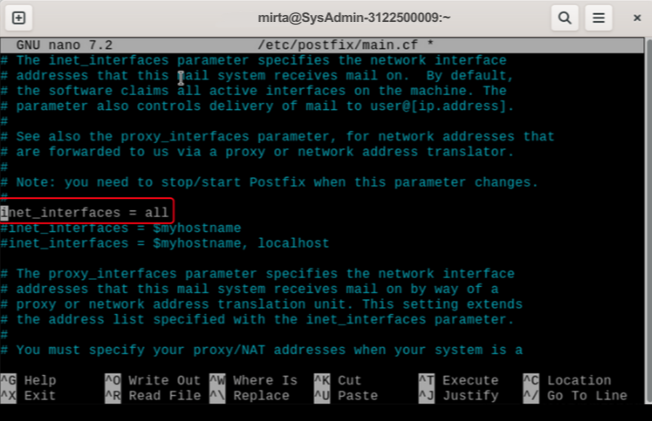 mirta@SysAdmin-3122500009:~
GNU nano 7.2 /etc/postfix/main.cf *
# The inet_interfaces parameter specifies the network interface
# addresses that this mail system receives mail on.  By default,
# the software claims all active interfaces on the machine. The
# parameter also controls delivery of mail to user@[ip.address].
#
# See also the proxy_interfaces parameter, for network addresses that
# are forwarded to us via a proxy or network address translator.
#
# Note: you need to stop/start Postfix when this parameter changes.
#
inet_interfaces = all
#inet_interfaces = $myhostname
#inet_interfaces = $myhostname, localhost
# The proxy_interfaces parameter specifies the network interface
# addresses that this mail system receives mail on by way of a
# proxy or network address translation unit. This setting extends
# the address list specified with the inet_interfaces parameter.
#
# You must specify your proxy/NAT addresses when your system is a
^G Help ^O Write Out ^W Where Is ^K Cut ^T Execute ^C Location
^X Exit ^R Read File ^\ Replace ^U Paste ^J Justify ^/ Go To Line